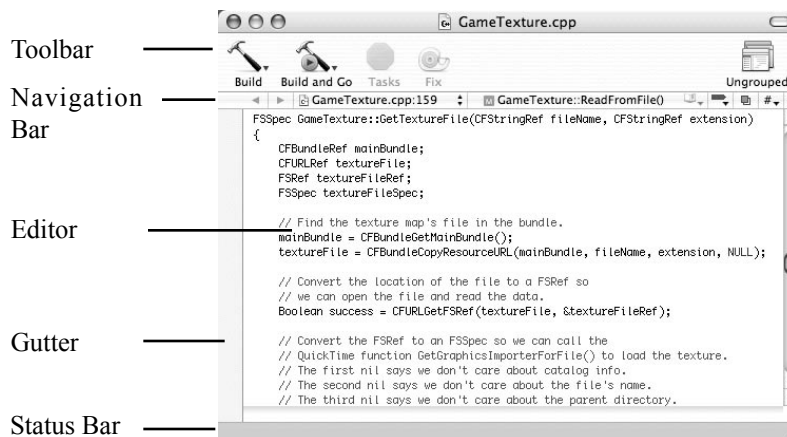 GameTexture.cpp
Toolbar
Build Build and Go Tasks Fix Ungrouped
Navigation
Bar
GameTexture.cpp:159 GameTexture::ReadFromFile() #
FSSpec GameTexture::GetTextureFile(CFStringRef fileName, CFStringRef extension)
{
CFBundleRef mainBundle;
CFURLRef textureFile;
FSRef textureFileRef;
FSSpec textureFileSpec;
Editor
// Find the texture map's file in the bundle.
mainBundle = CFBundleGetMainBundle();
textureFile = CFBundleCopyResourceURL(mainBundle, fileName, extension, NULL);
// Convert the location of the file to a FSRef so
// we can open the file and read the data.
Boolean success = CFURLGetFSRef(textureFile, &textureFileRef);
Gutter
// Convert the FSRef to an FSSpec so we can call the
// QuickTime function GetGraphicsImporterForFile() to load the texture.
// The first nil says we don't care about catalog info.
// The second nil says we don't care about the file's name.
// The third nil says we don't care about the parent directory.
Status Bar